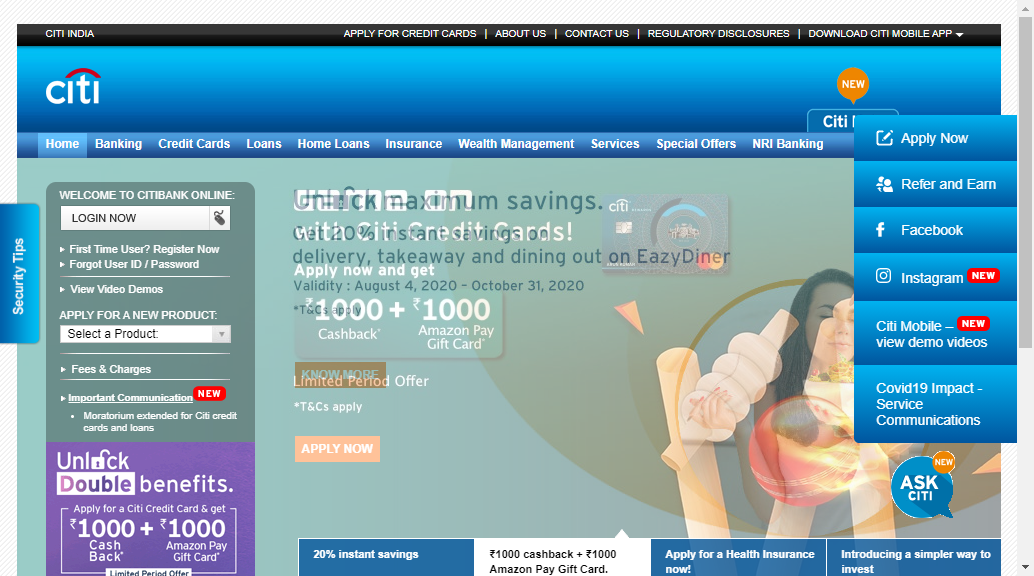 CITI INDIA
APPLY FOR CREDIT CARDS | ABOUT US | CONTACT US | REGULATORY DISCLOSURES | DOWNLOAD CITI MOBILE APP
citi
NEW
Citi
Home Banking Credit Cards Loans Home Loans Insurance Wealth Management Services Special Offers NRI Banking
Security Tips
WELCOME TO CITIBANK ONLINE:
LOGIN NOW
First Time User? Register Now
Forgot User ID / Password
View Video Demos
APPLY FOR A NEW PRODUCT:
Select a Product:
Fees & Charges
Important Communication NEW
Moratorium extended for Citi credit
cards and loans
Unlock
Double benefits.
Apply for a Citi Credit Card & get
₹1000 + ₹1000
Cash Back* Amazon Pay Gift Card*
Limited Period Offer
Unlock maximum savings.
with Citi Credit Cards!
Get 20% instant savings on
delivery, takeaway and dining out on EazyDiner
Apply now and get
Validity : August 4, 2020 – October 31, 2020
*T&Cs apply
₹1000 + ₹1000
Cashback* Amazon Pay
Gift Card*
KNOW MORE
Limited Period Offer
*T&Cs apply
APPLY NOW
citi
Apply Now
Refer and Earn
Facebook
Instagram NEW
Citi Mobile – NEW
view demo videos
Covid19 Impact -
Service
Communications
NEW
ASK
CITI
20% instant savings
₹1000 cashback + ₹1000
Amazon Pay Gift Card.
Apply for a Health Insurance
now!
Introducing a simpler way to
invest